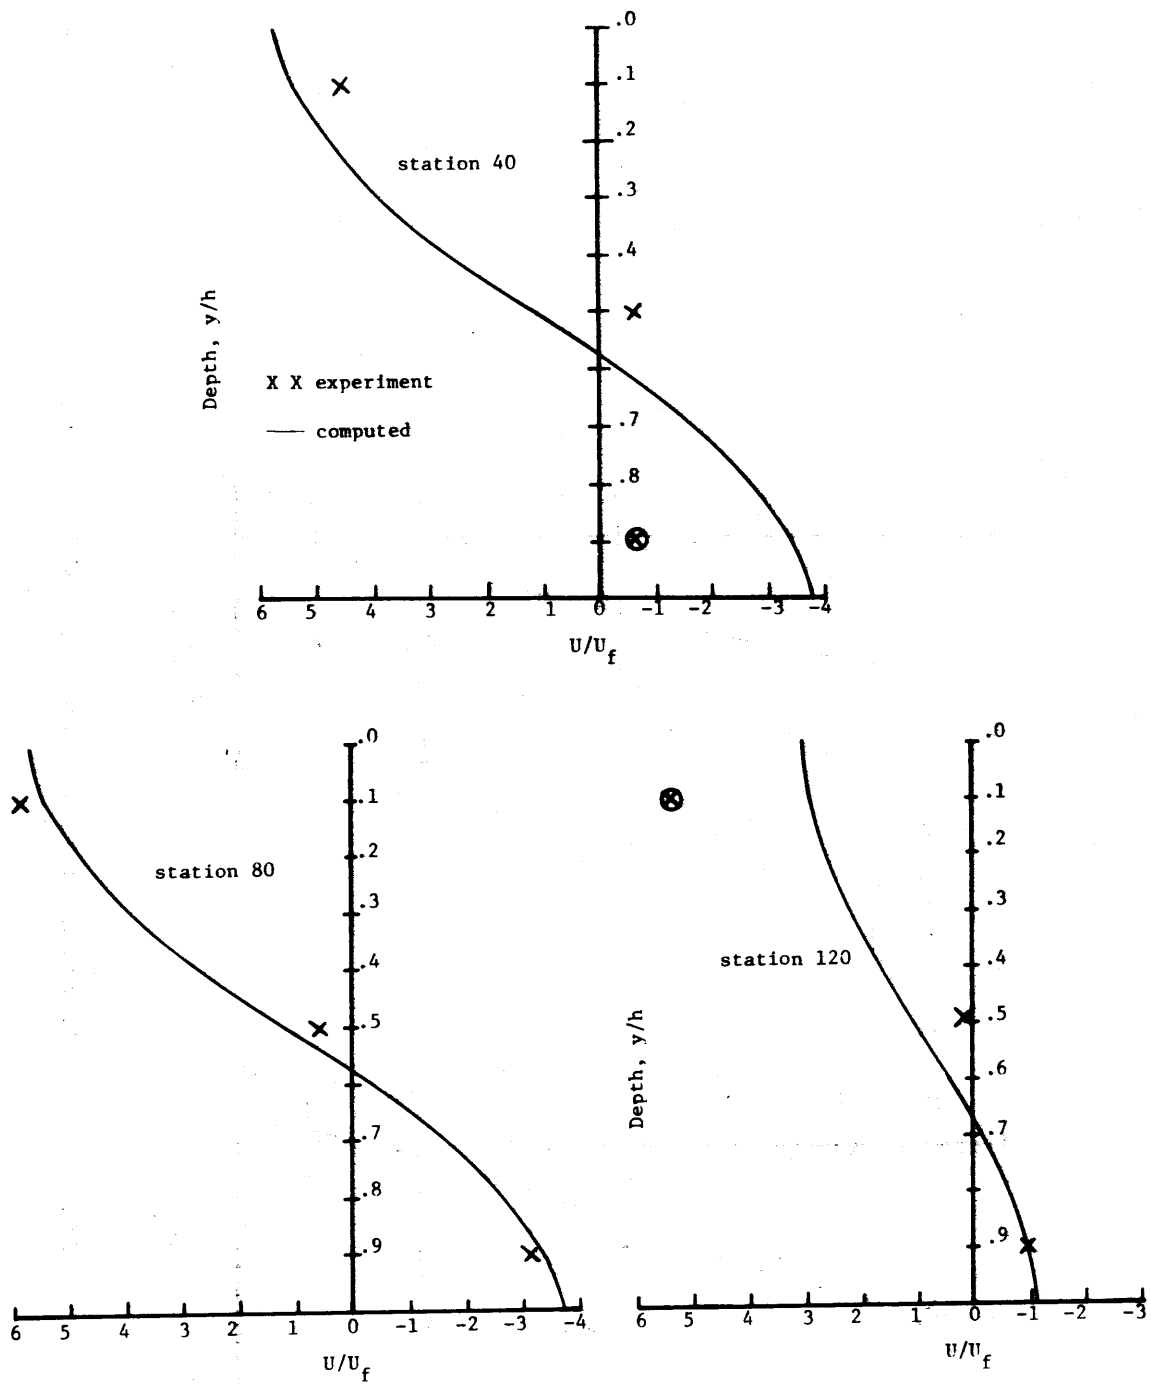 .0
.1
.2
station 40
.3
.4
Depth, y/h
X X experiment
.7
computed
.8
6 5 4 3 2 1 0 -1 -2 -3 -4
U/U_f
.0
.1
.2
station 80
.3
.4
.5
.7
.8
.9
6 5 4 3 2 1 0 -1 -2 -3 -4
U/U_f
.0
.1
.2
.3
.4
station 120
.5
Depth, y/h
.6
.7
.9
6 5 4 3 2 1 0 -1 -2 -3
U/U_f